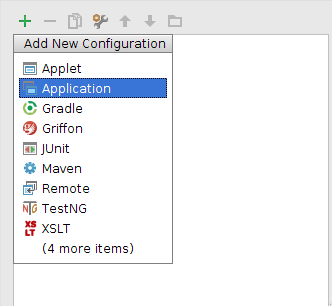 Add New Configuration
Applet
Application
Gradle
Griffon
JUnit
Maven
Remote
TestNG
XSLT
(4 more items)